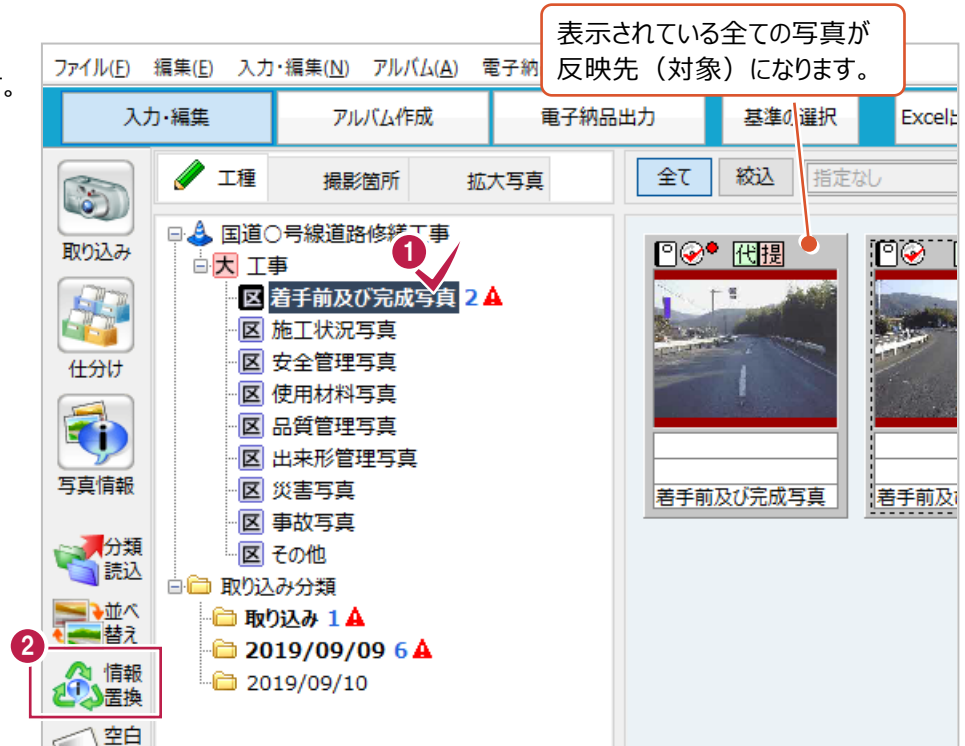 表示されている全ての写真が
反映先（対象）になります。
。
ファイル(F) 編集(E) 入力・編集(N) アルバム(A) 電子納
入力・編集 アルバム作成 電子納品出力 基準の選択 Excel
取り込み
仕分け
写真情報
分類
読込
並べ
替え
2
情報
置換
空白
工種 撮影箇所 拡大写真
国道○号線道路修繕工事
1
大 工事
区 着手前及び完成写真 2
区 施工状況写真
区 安全管理写真
区 使用材料写真
区 品質管理写真
区 出来形管理写真
区 災害写真
区 事故写真
区 その他
取り込み分類
取り込み 1
2019/09/09 6
2019/09/10
全て 絞込 指定なし
代 提
着手前及び完成写真
着手前及